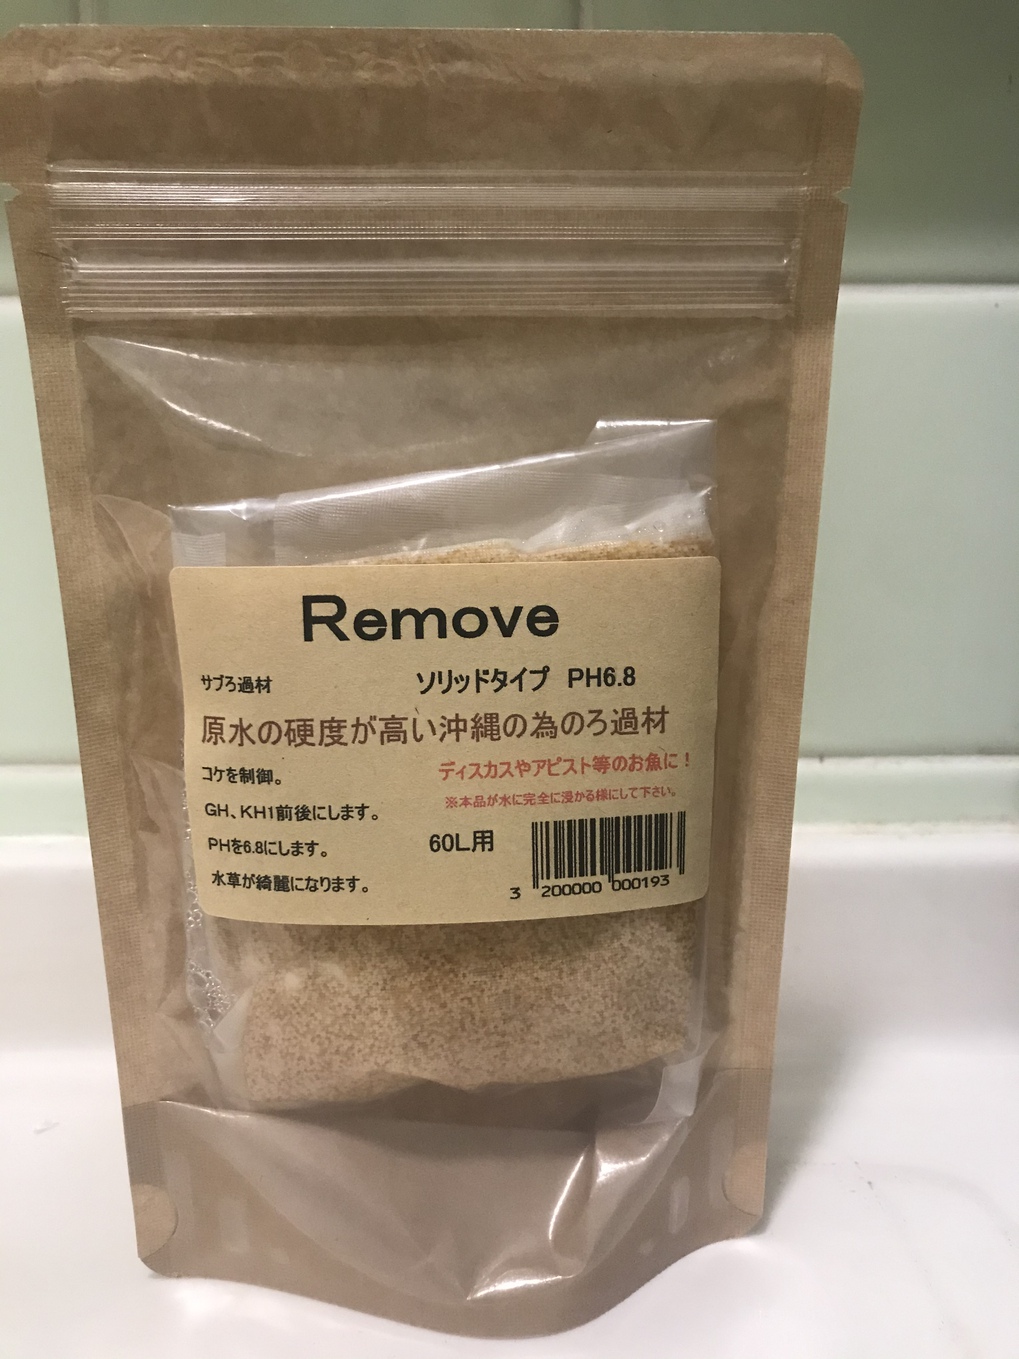 Remove
サブろ過材 ソリッドタイプ PH6.8
原水の硬度が高い沖縄の為のろ過材
コケを制御。 ディスカスやアピスト等のお魚に！
※本品が水に完全に浸かる様にして下さい。
GH、KH1前後にします。
PHを6.8にします。 60L用
水草が綺麗になります。
3 200000 000193